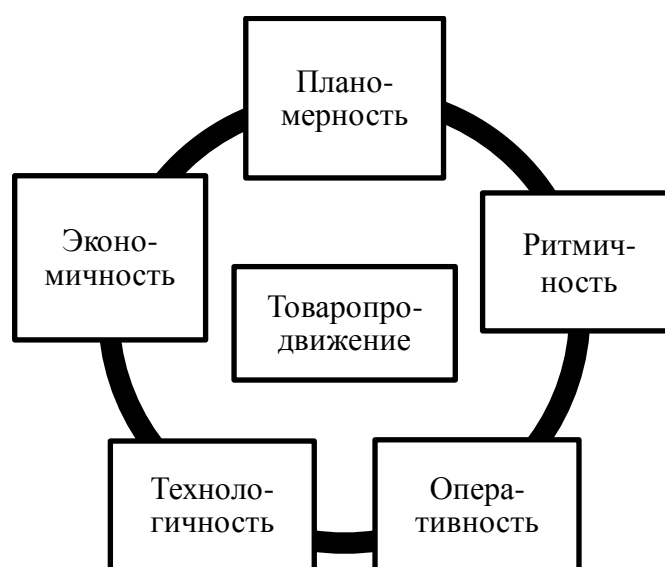 Плано-
мерность
Эконо-
мичность
Ритмич-
ность
Товаропро-
движение
Техноло-
гичность
Опера-
тивность